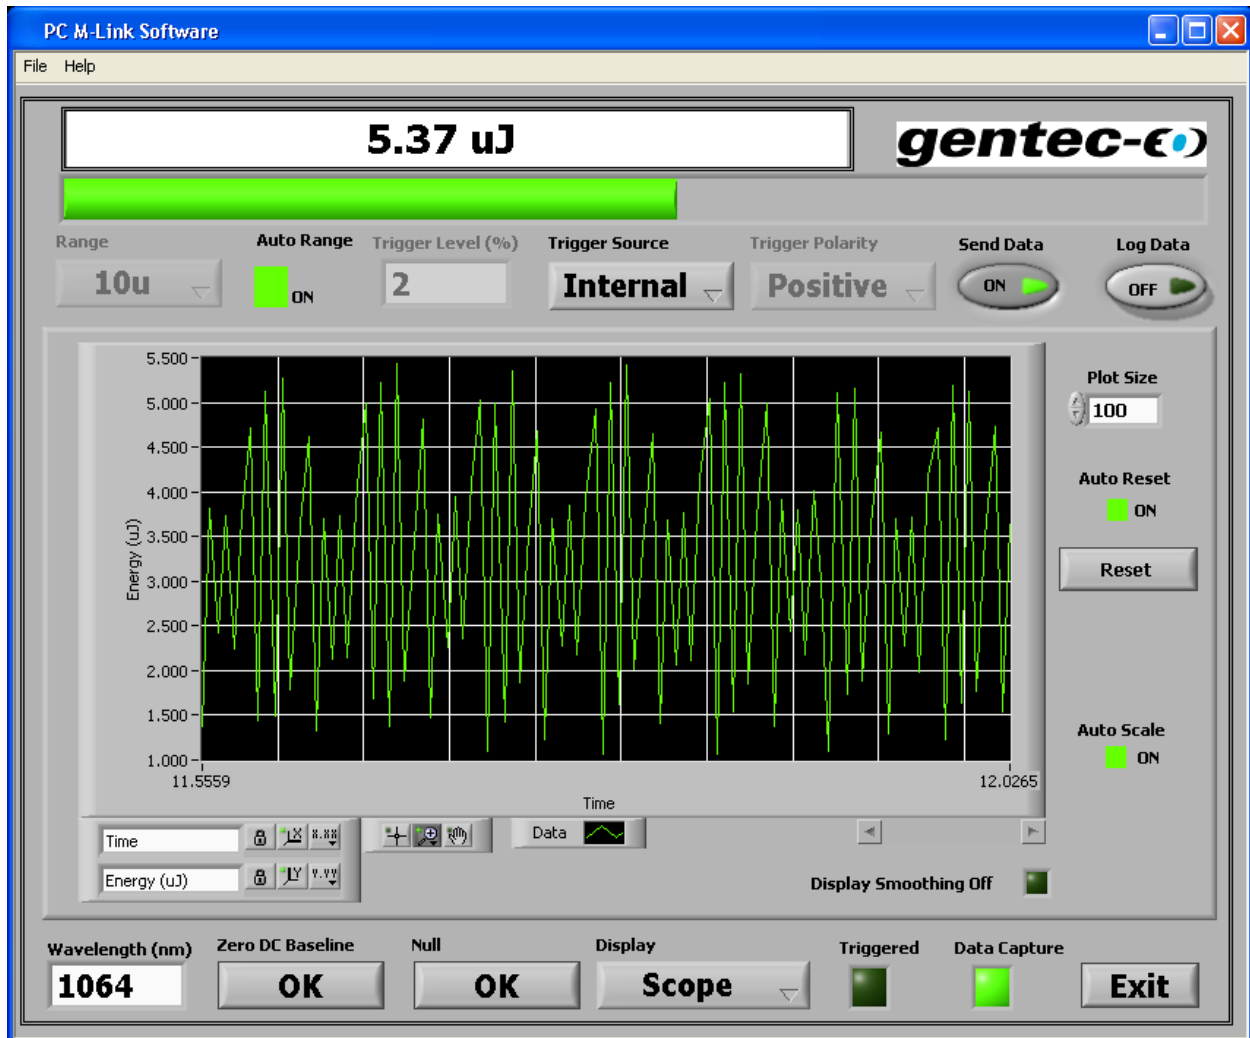 PC M-Link Software
File Help
5.37 uJ
gentec-EO
Range
Auto Range
Trigger Level (%)
Trigger Source
Trigger Polarity
Send Data
Log Data
10u
ON
2
Internal
Positive
ON
OFF
5.500
5.000
4.500
4.000
3.500
3.000
2.500
2.000
1.500
1.000
Energy (uJ)
11.5559
12.0265
Time
Plot Size
100
Auto Reset
ON
Reset
Auto Scale
ON
Time
X
X.XX
Data
Energy (uJ)
Y
Y.YY
Display Smoothing Off
Wavelength (nm)
Zero DC Baseline
Null
Display
Triggered
Data Capture
1064
OK
OK
Scope
Exit